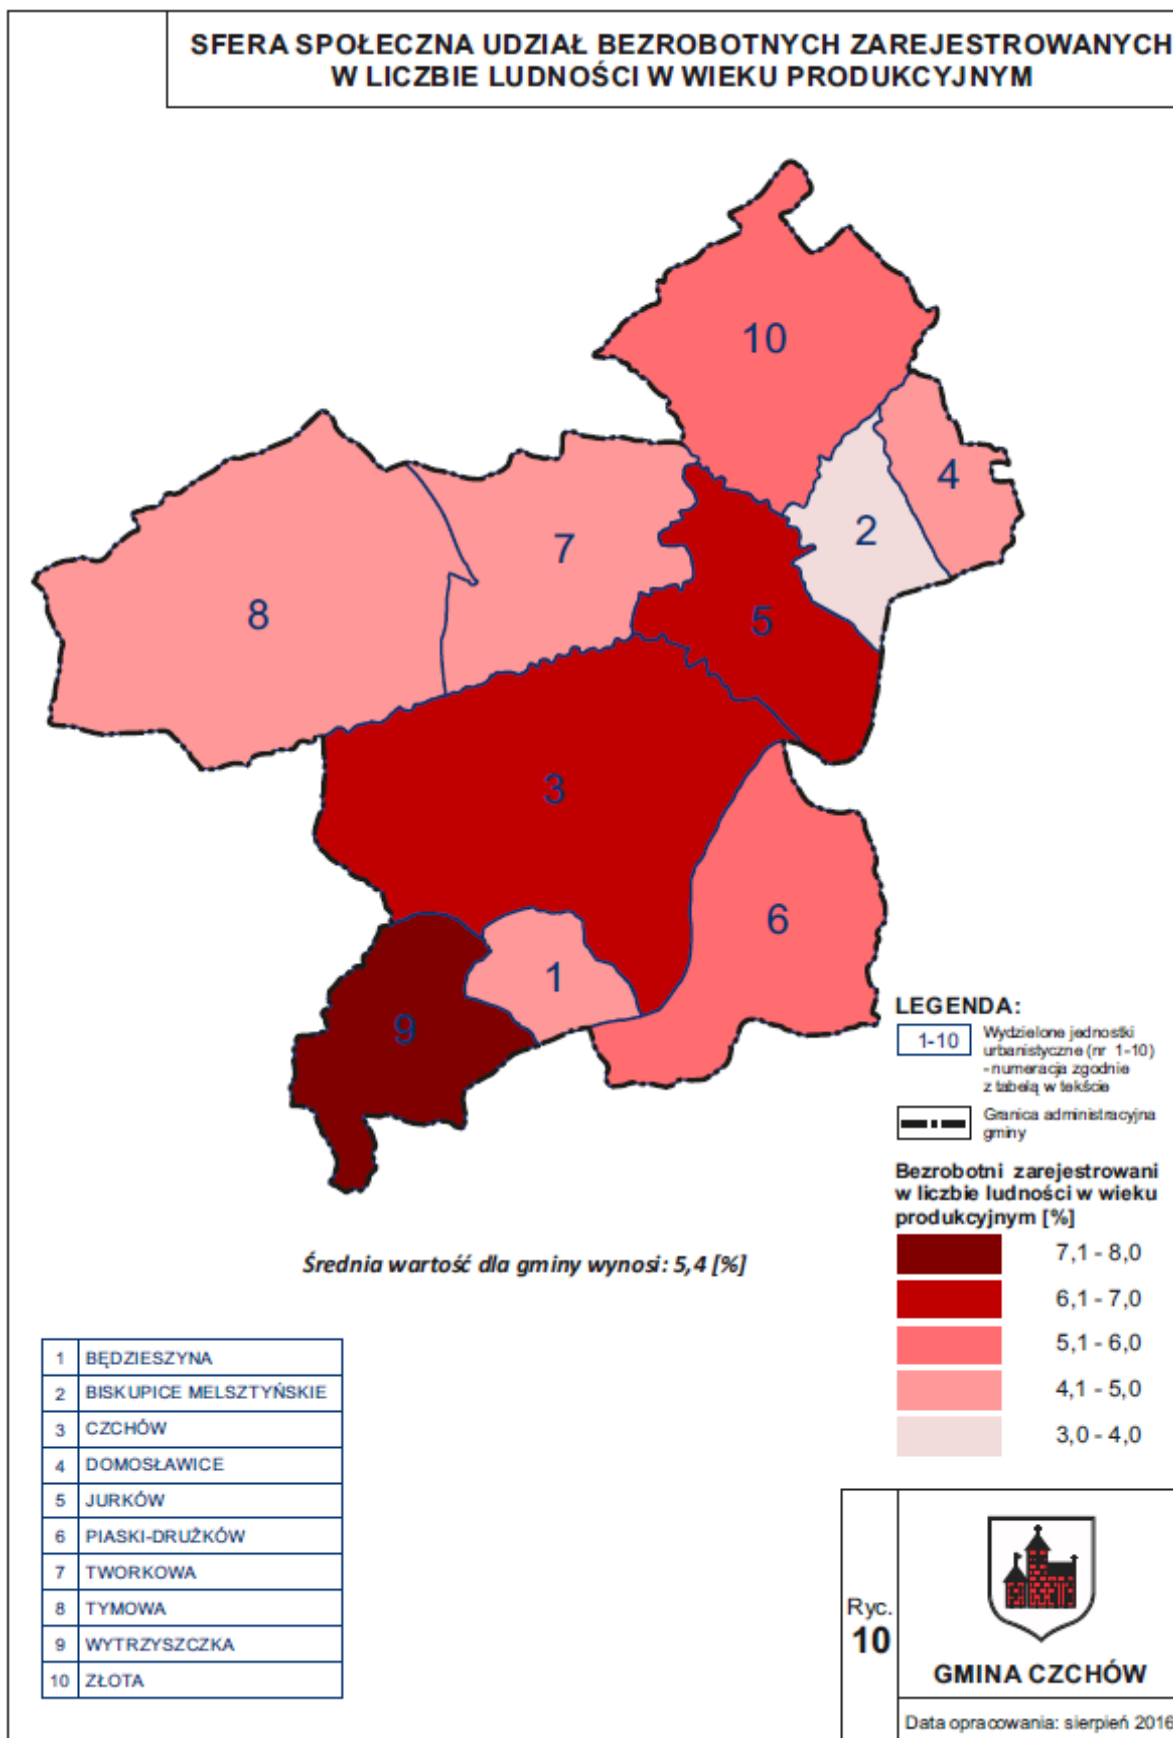 SFERA SPOŁECZNA UDZIAŁ BEZROBOTNYCH ZAREJESTROWANYCH
W LICZBIE LUDNOŚCI W WIEKU PRODUKCYJNYM
10
4
2
7
8
5
3
6
1
9
LEGENDA:
1-10
Wydzielone jednostki
urbanistyczne (nr 1-10)
-numeracja zgodnie
z tabelą w tekście
Granica administracyjna
gminy
Bezrobotni zarejestrowani
w liczbie ludności w wieku
produkcyjnym [%]
7,1 - 8,0
6,1 - 7,0
5,1 - 6,0
4,1 - 5,0
3,0 - 4,0
Średnia wartość dla gminy wynosi: 5,4 [%]
1 BĘDZIESZYNA
2 BISKUPICE MELSZTYŃSKIE
3 CZCHÓW
4 DOMOSŁAWICE
5 JURKÓW
6 PIASKI-DRUŻKÓW
7 TWORKOWA
8 TYMOWA
9 WYTRZYSZCZKA
10 ZŁOTA
Ryc.
10
GMINA CZCHÓW
Data opracowania: sierpień 2016